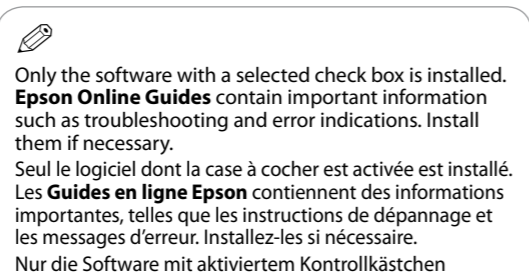 Only the software with a selected check box is installed.
Epson Online Guides contain important information
such as troubleshooting and error indications. Install
them if necessary.
Seul le logiciel dont la case à cocher est activée est installé.
Les Guides en ligne Epson contiennent des informations
importantes, telles que les instructions de dépannage et
les messages d’erreur. Installez-les si nécessaire.
Nur die Software mit aktiviertem Kontrollkästchen